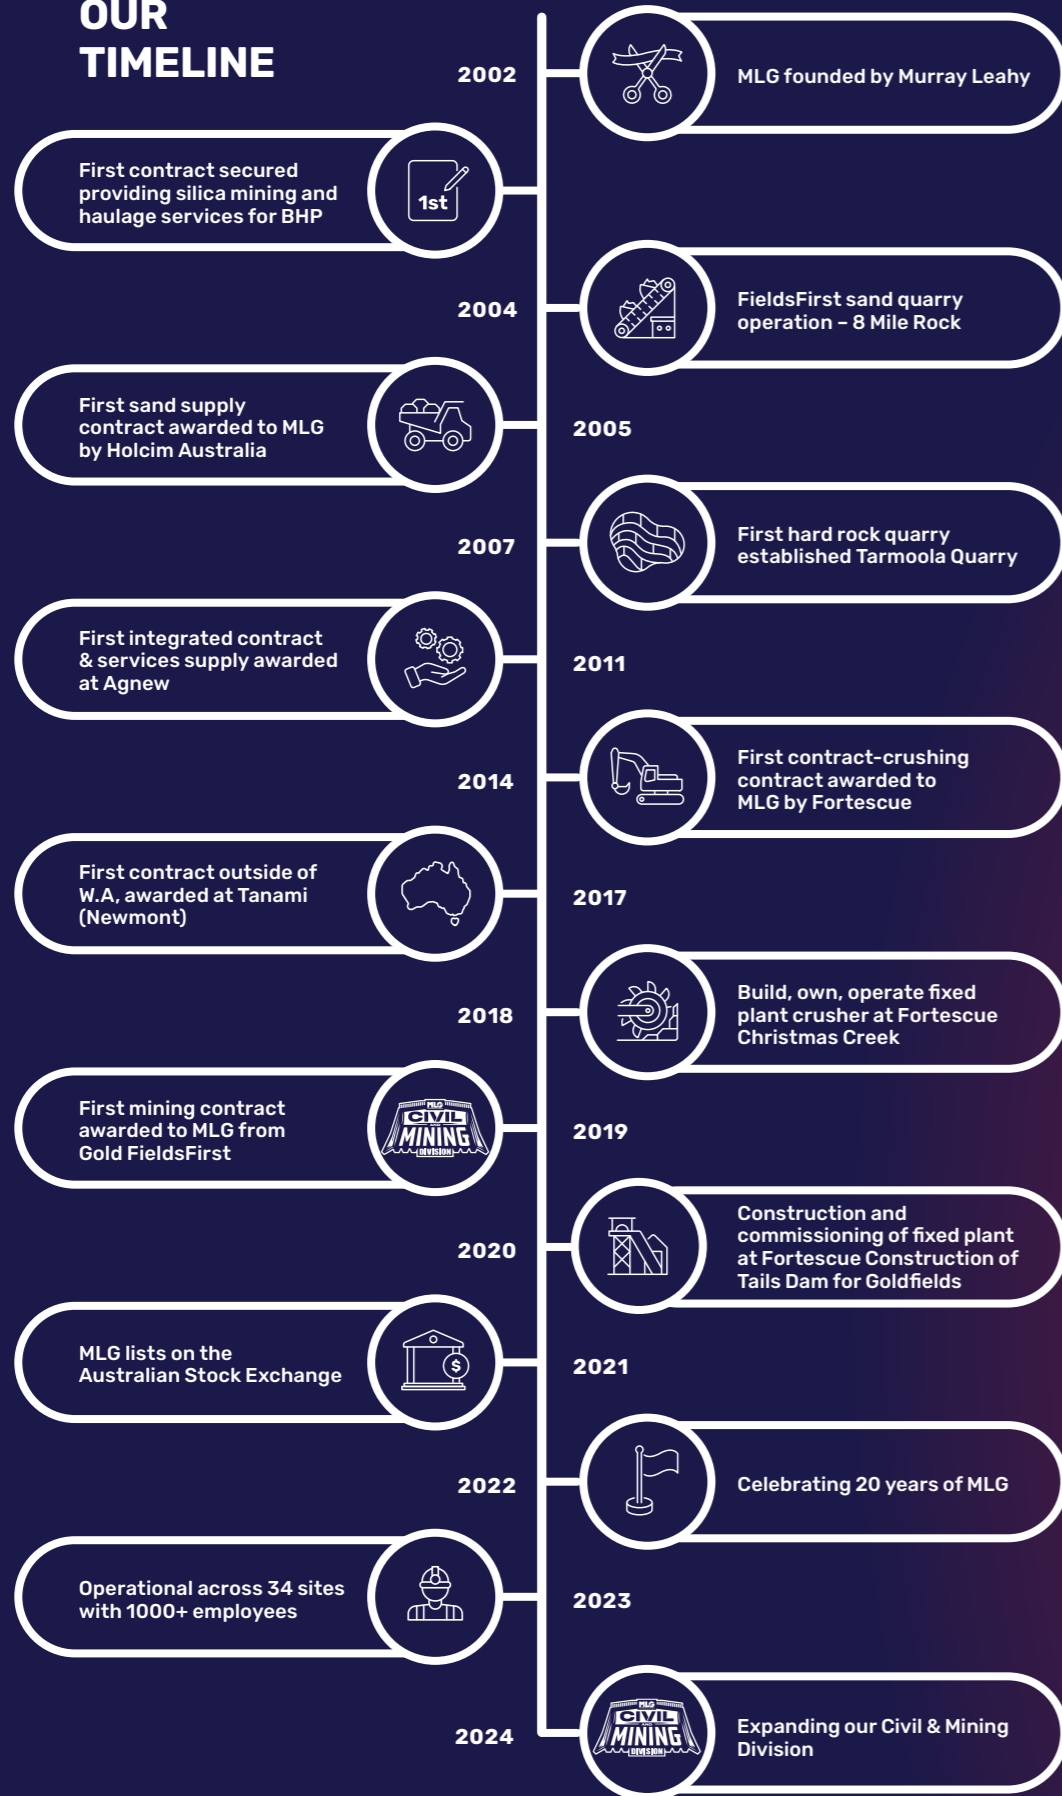 OUR
TIMELINE
2002
MLG founded by Murray Leahy
First contract secured
providing silica mining and
haulage services for BHP
1st
2004
FieldsFirst sand quarry
operation – 8 Mile Rock
First sand supply
contract awarded to MLG
by Holcim Australia
2005
2007
First hard rock quarry
established Tarmoola Quarry
First integrated contract
& services supply awarded
at Agnew
2011
2014
First contract-crushing
contract awarded to
MLG by Fortescue
First contract outside of
W.A, awarded at Tanami
(Newmont)
2017
2018
Build, own, operate fixed
plant crusher at Fortescue
Christmas Creek
First mining contract
awarded to MLG from
Gold FieldsFirst
MLG
CIVIL
AND
MINING
DIVISION
2019
2020
Construction and
commissioning of fixed plant
at Fortescue Construction of
Tails Dam for Goldfields
MLG lists on the
Australian Stock Exchange
$
2021
2022
Celebrating 20 years of MLG
Operational across 34 sites
with 1000+ employees
2023
2024
MLG
CIVIL
AND
MINING
DIVISION
Expanding our Civil & Mining
Division